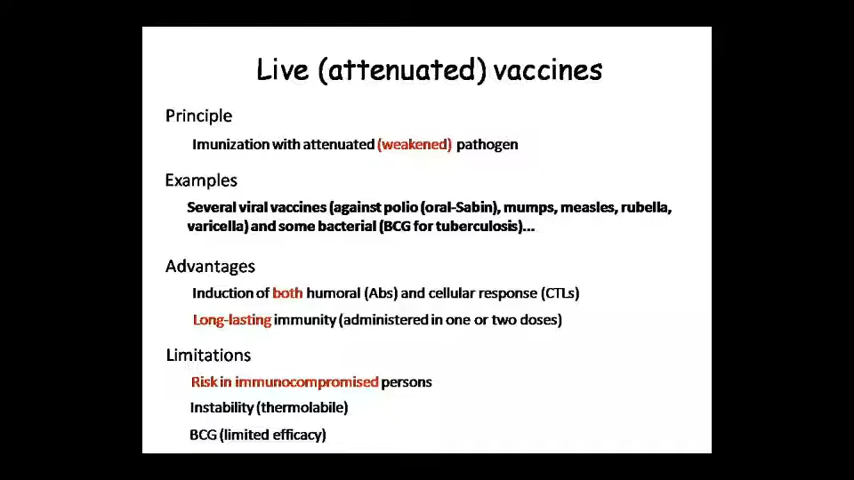 Live (attenuated) vaccines
Principle
Imunization with attenuated (weakened) pathogen
Examples
Several viral vaccines (against polio (oral-Sabin), mumps, measles, rubella,
varicella) and some bacterial (BCG for tuberculosis)...
Advantages
Induction of both humoral (Abs) and cellular response (CTLs)
Long-lasting immunity (administered in one or two doses)
Limitations
Risk in immunocompromised persons
Instability (thermolabile)
BCG (limited efficacy)